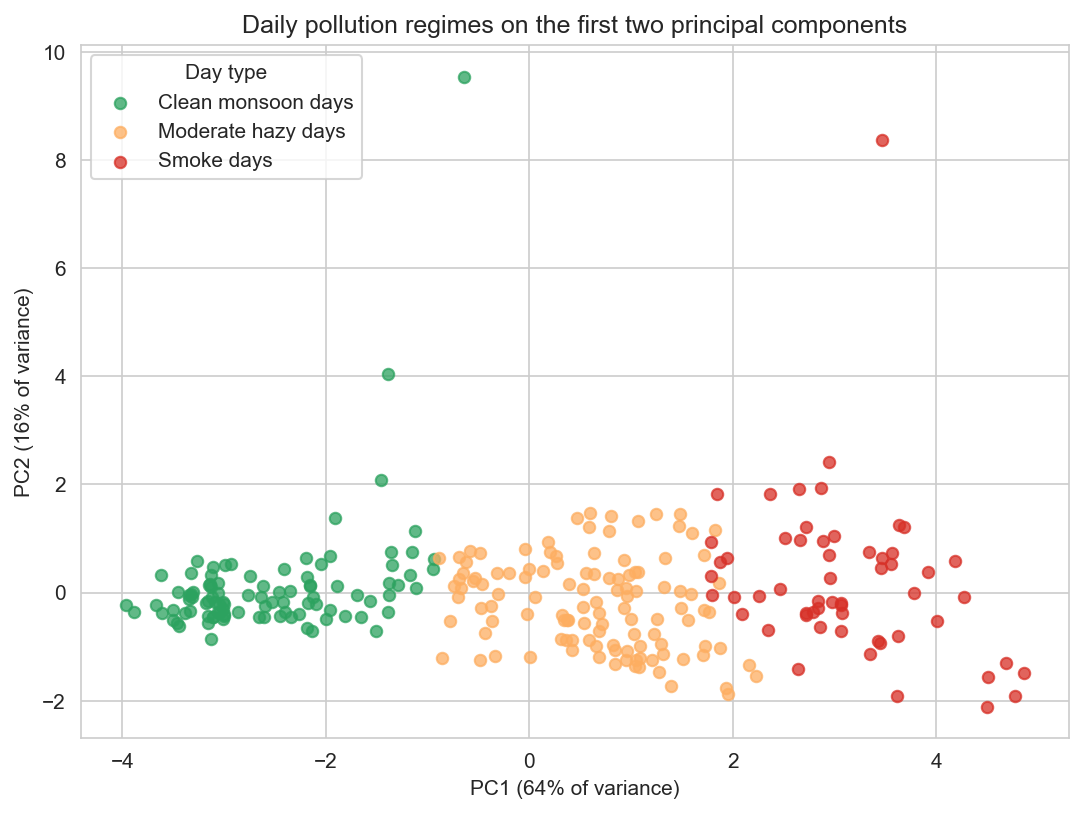 Daily pollution regimes on the first two principal components
10
8
6
4
2
0
−2
PC2 (16% of variance)
Day type
Clean monsoon days
Moderate hazy days
Smoke days
−4
−2
0
2
4
PC1 (64% of variance)